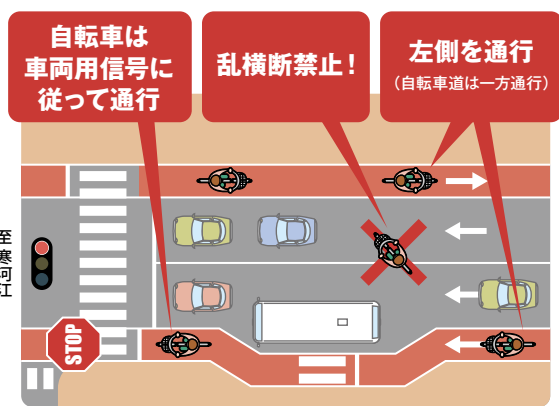 自転車は
車両用信号に
従って通行
乱横断禁止！
左側を通行
（自転車道は一方通行）
至寒河江
STOP